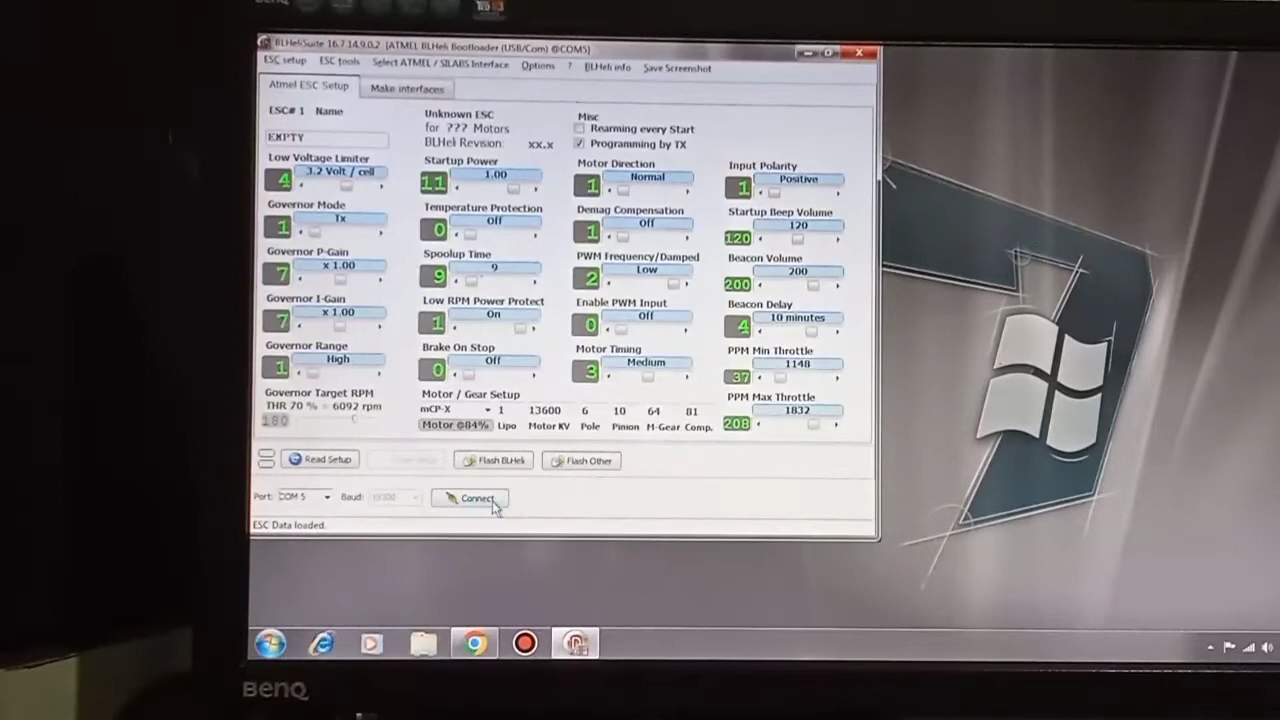 BLHeliSuite 16.7.14.9.0.2 [ATMEL BLHeli Bootloader (USB/Com) @COM5]
ESC setup ESC tools Select ATMEL / SILABS Interface Options ? BLHeli info Save Screenshot
Atmel ESC Setup Make interfaces
ESC# 1 Name
EMPTY
Unknown ESC
for ??? Motors
BLHeli Revision: xx.x
Misc
Rearming every Start
Programming by TX
Low Voltage Limiter
4 3.2 Volt / cell
Governor Mode
1 Tx
Governor P-Gain
7 x 1.00
Governor I-Gain
7 x 1.00
Governor Range
1 High
Governor Target RPM
THR 70 % = 6092 rpm
180
Startup Power
11 1.00
Temperature Protection
0 Off
Spoolup Time
9 9
Low RPM Power Protect
1 On
Brake On Stop
0 Off
Motor / Gear Setup
mCP-X 1 13600 6 10 64 81
Motor @84% Lipo Motor KV Pole Pinion M-Gear Comp.
Motor Direction
1 Normal
Demag Compensation
1 Off
PWM Frequency/Damped
2 Low
Enable PWM Input
0 Off
Motor Timing
3 Medium
Input Polarity
1 Positive
Startup Beep Volume
120 120
Beacon Volume
200 200
Beacon Delay
4 10 minutes
PPM Min Throttle
37 1148
PPM Max Throttle
208 1832
Read Setup Flash BLHeli Flash Other
Port: COM 5 Baud: Connect
ESC Data loaded.
BenQ